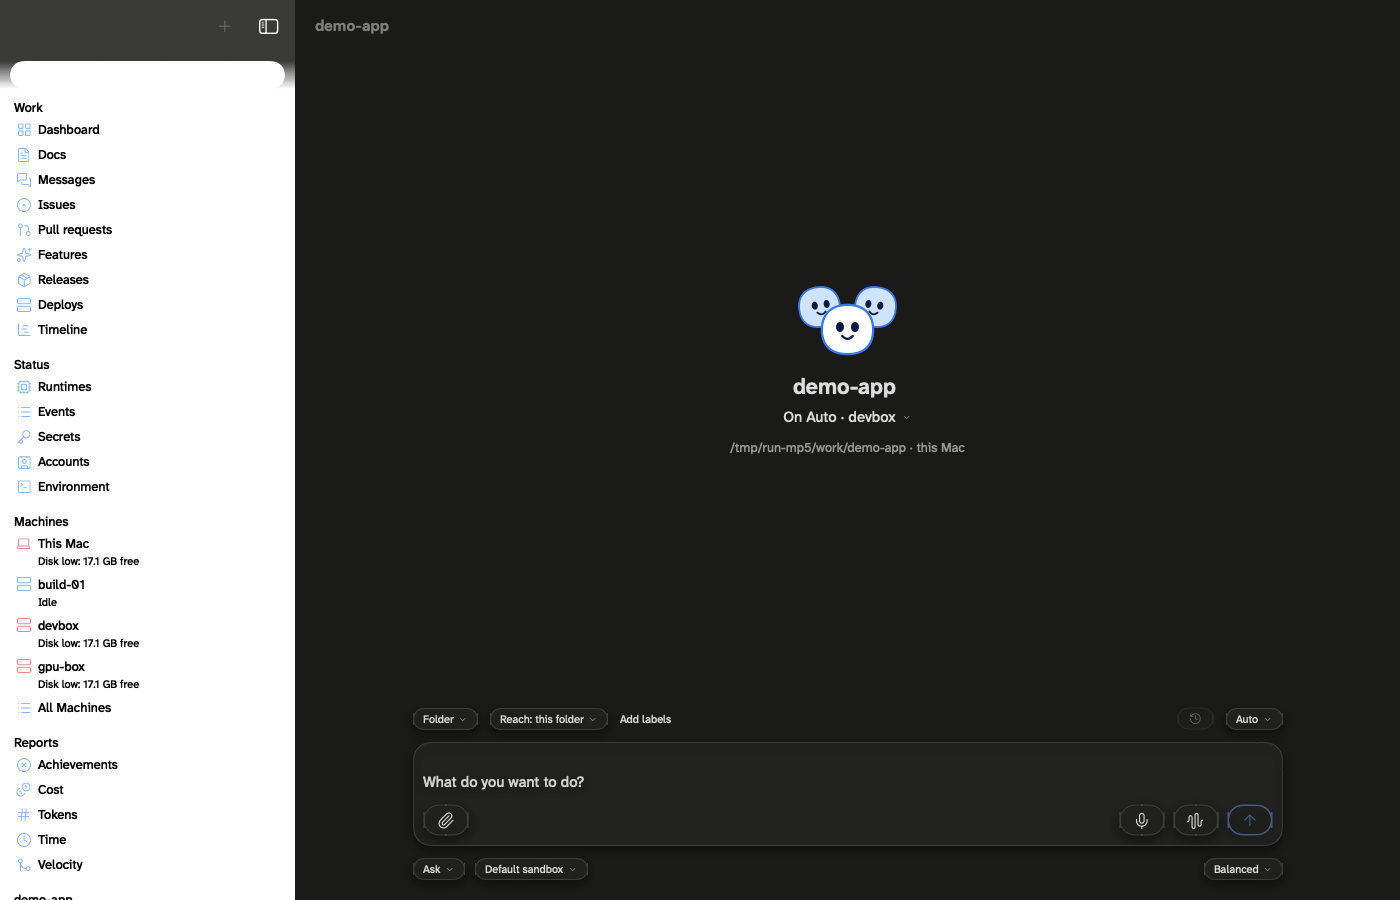 demo-app
Work
Dashboard
Docs
Messages
Issues
Pull requests
Features
Releases
Deploys
Timeline
Status
Runtimes
Events
Secrets
Accounts
Environment
Machines
This Mac
Disk low: 17.1 GB free
build-01
Idle
devbox
Disk low: 17.1 GB free
gpu-box
Disk low: 17.1 GB free
All Machines
Reports
Achievements
Cost
Tokens
Time
Velocity
demo-app
demo-app
On Auto · devbox
/tmp/run-mp5/work/demo-app · this Mac
Folder
Reach: this folder
Add labels
Auto
What do you want to do?
Ask
Default sandbox
Balanced